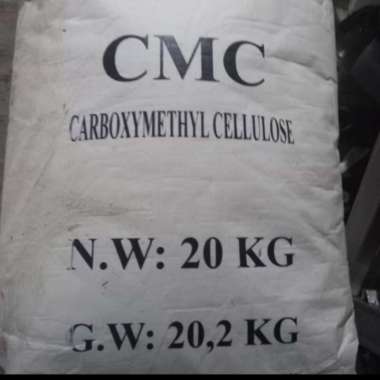 CMC
CARBOXYMETHYL CELLULOSE
N.W: 20 KG
G.W: 20,2 KG